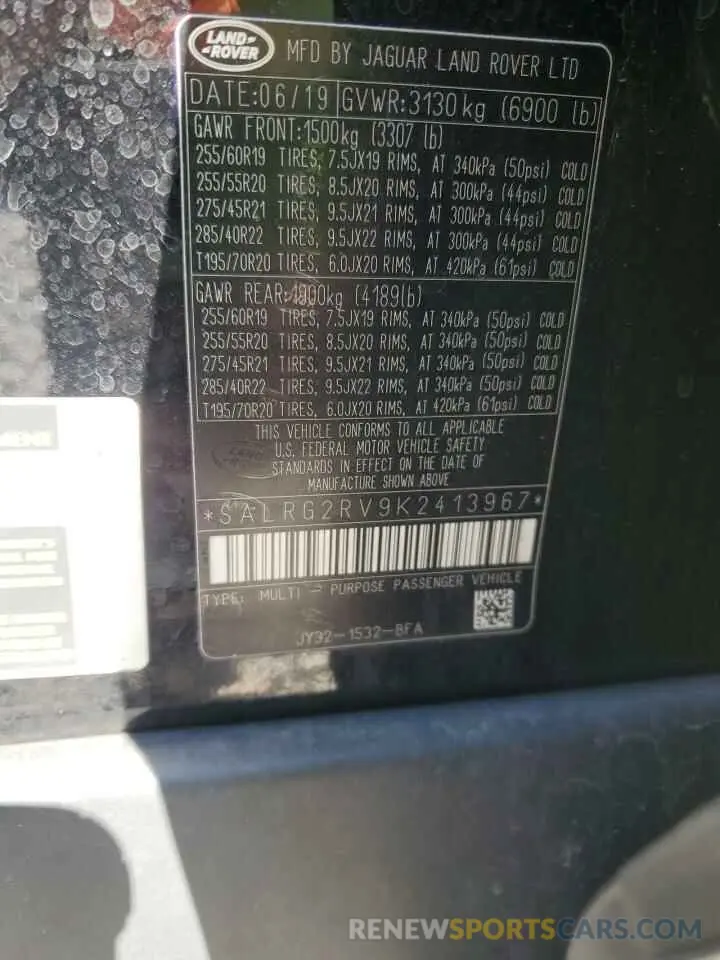 LAND-
-ROVER
MFD BY JAGUAR LAND ROVER LTD
DATE:06/19 GVWR:3130kg (6900 lb)
GAWR FRONT:1500kg (3307 lb)
255/60R19 TIRES, 7.5JX19 RIMS, AT 340kPa (50psi) COLD
255/55R20 TIRES, 8.5JX20 RIMS, AT 300kPa (44psi) COLD
275/45R21 TIRES, 9.5JX21 RIMS, AT 300kPa (44psi) COLD
285/40R22 TIRES, 9.5JX22 RIMS, AT 300kPa (44psi) COLD
T195/70R20 TIRES, 6.0JX20 RIMS, AT 420kPa (61psi) COLD
GAWR REAR:1900kg (4189lb)
255/60R19 TIRES, 7.5JX19 RIMS, AT 340kPa (50psi) COLD
255/55R20 TIRES, 8.5JX20 RIMS, AT 340kPa (50psi) COLD
275/45R21 TIRES, 9.5JX21 RIMS, AT 340kPa (50psi) COLD
285/40R22 TIRES, 9.5JX22 RIMS, AT 340kPa (50psi) COLD
T195/70R20 TIRES, 6.0JX20 RIMS, AT 420kPa (61psi) COLD
THIS VEHICLE CONFORMS TO ALL APPLICABLE
U.S. FEDERAL MOTOR VEHICLE SAFETY
STANDARDS IN EFFECT ON THE DATE OF
MANUFACTURE SHOWN ABOVE
*SALRG2RV9K2413967*
TYPE: MULTI - PURPOSE PASSENGER VEHICLE
JY32-1532-BFA
RENEWSPORTSCARS.COM